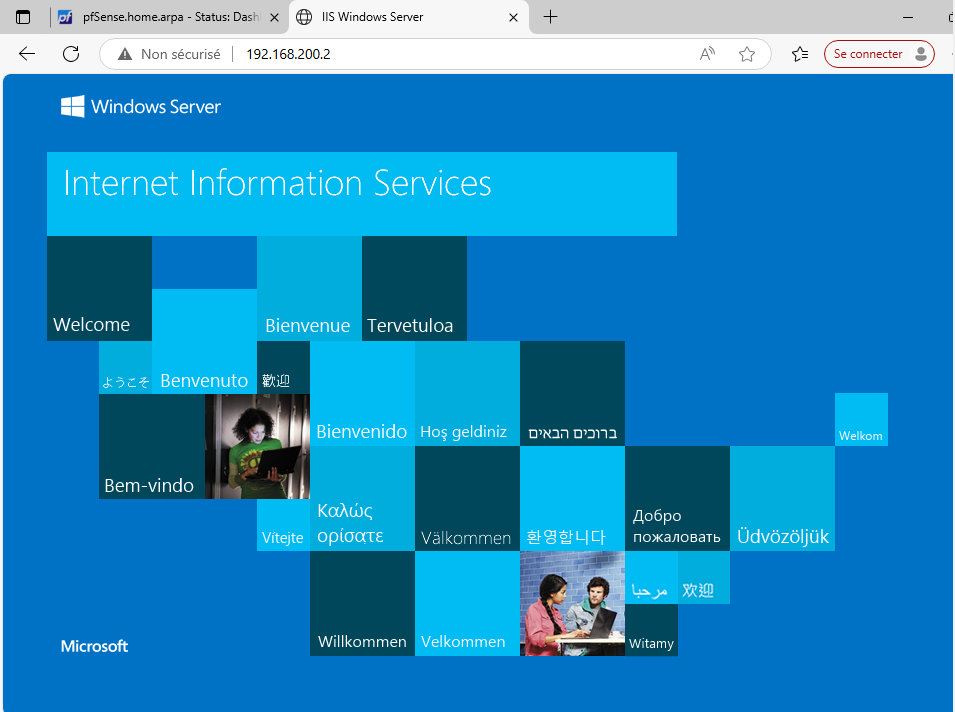 pfSense.home.arpa - Status: Dash
IIS Windows Server
Non sécurisé
192.168.200.2
Se connecter
Windows Server
Internet Information Services
Welcome
Bienvenue
Tervetuloa
ようこそ
Benvenuto
歡迎
Bienvenido
Hoş geldiniz
ברוכים הבאים
Welkom
Bem-vindo
Vítejte
Καλώς
ορίσατε
Välkommen
환영합니다
Добро
пожаловать
Üdvözöljük
مرحبا
欢迎
Willkommen
Velkommen
Witamy
Microsoft